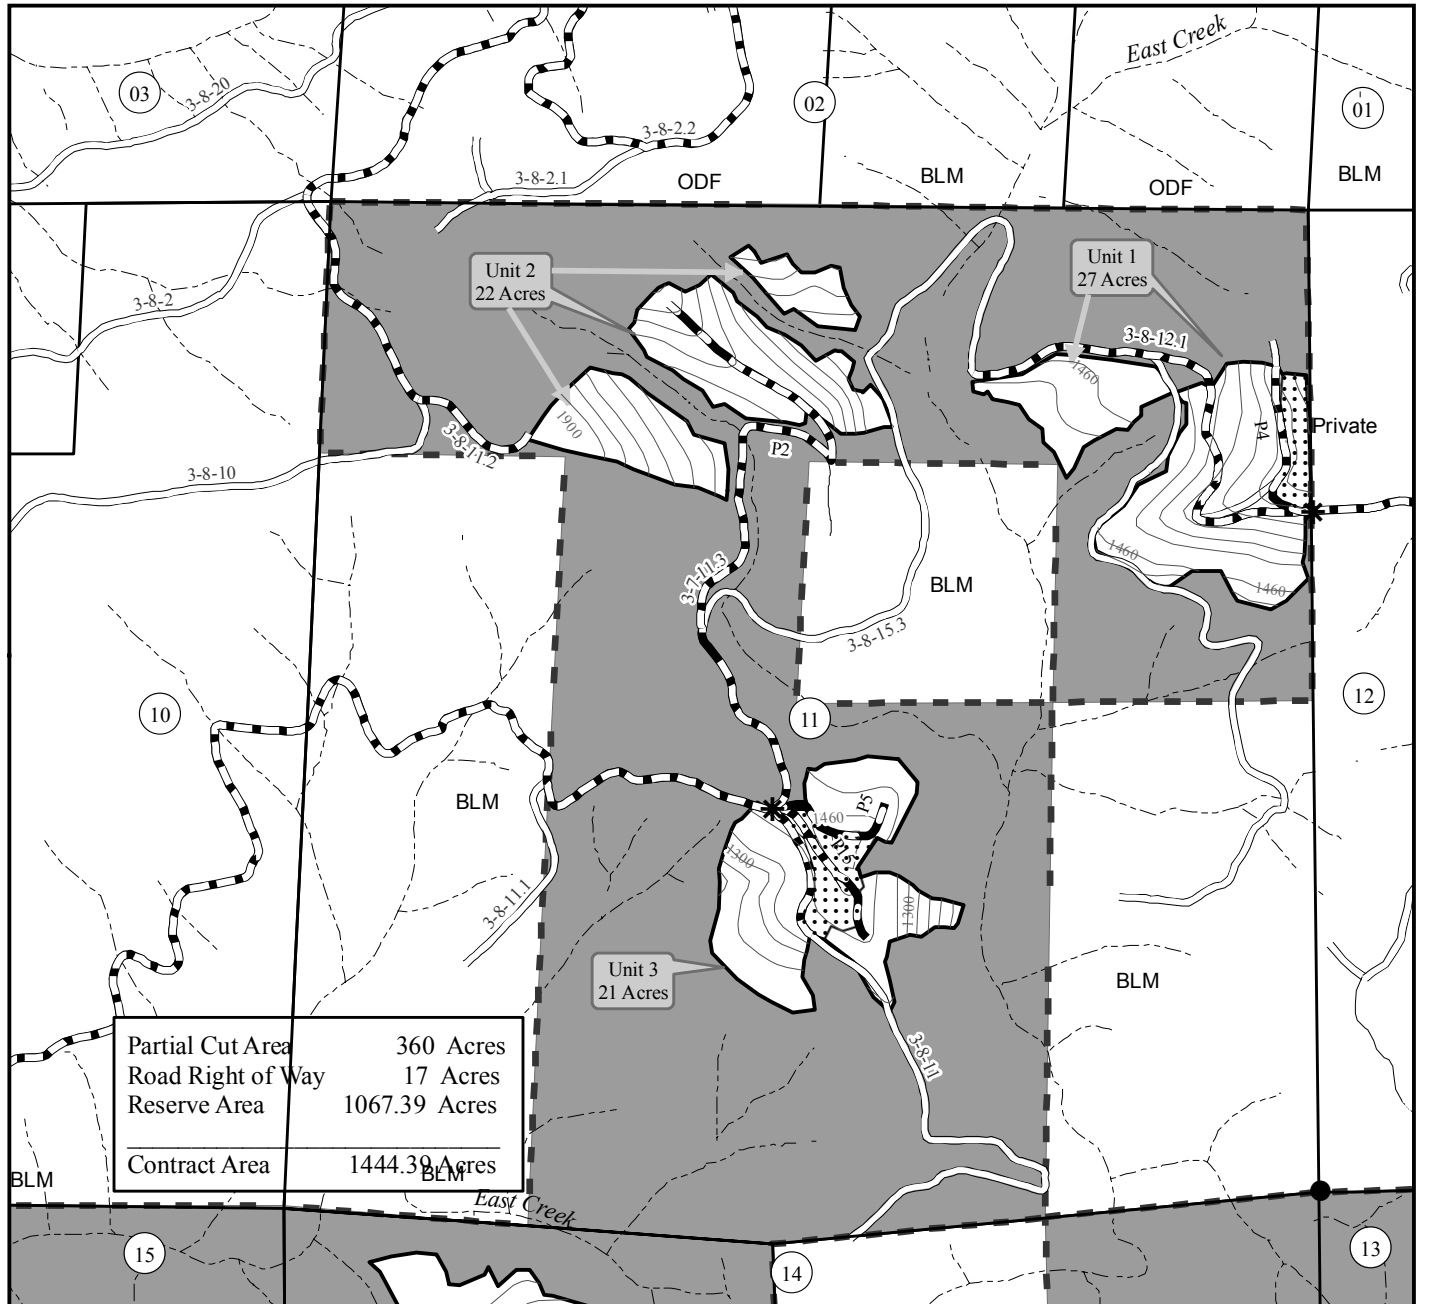 East Creek
03
3-8-20
02
01
3-8-2.2
3-8-2.1
ODF
BLM
ODF
BLM
Unit 2
22 Acres
Unit 1
27 Acres
3-8-2
3-8-12.1
1460
1900
3-8-11.2
P2
P4
Private
3-8-10
1460
1460
3-7-11.3
BLM
3-8-15.3
10
11
12
BLM
1460
P5
1300
1300
3-8-11.1
Unit 3
21 Acres
BLM
3-8-11
Partial Cut Area 360 Acres
Road Right of Way 17 Acres
Reserve Area 1067.39 Acres
Contract Area 1444.39 Acres
BLM
BLM
East Creek
15
14
13